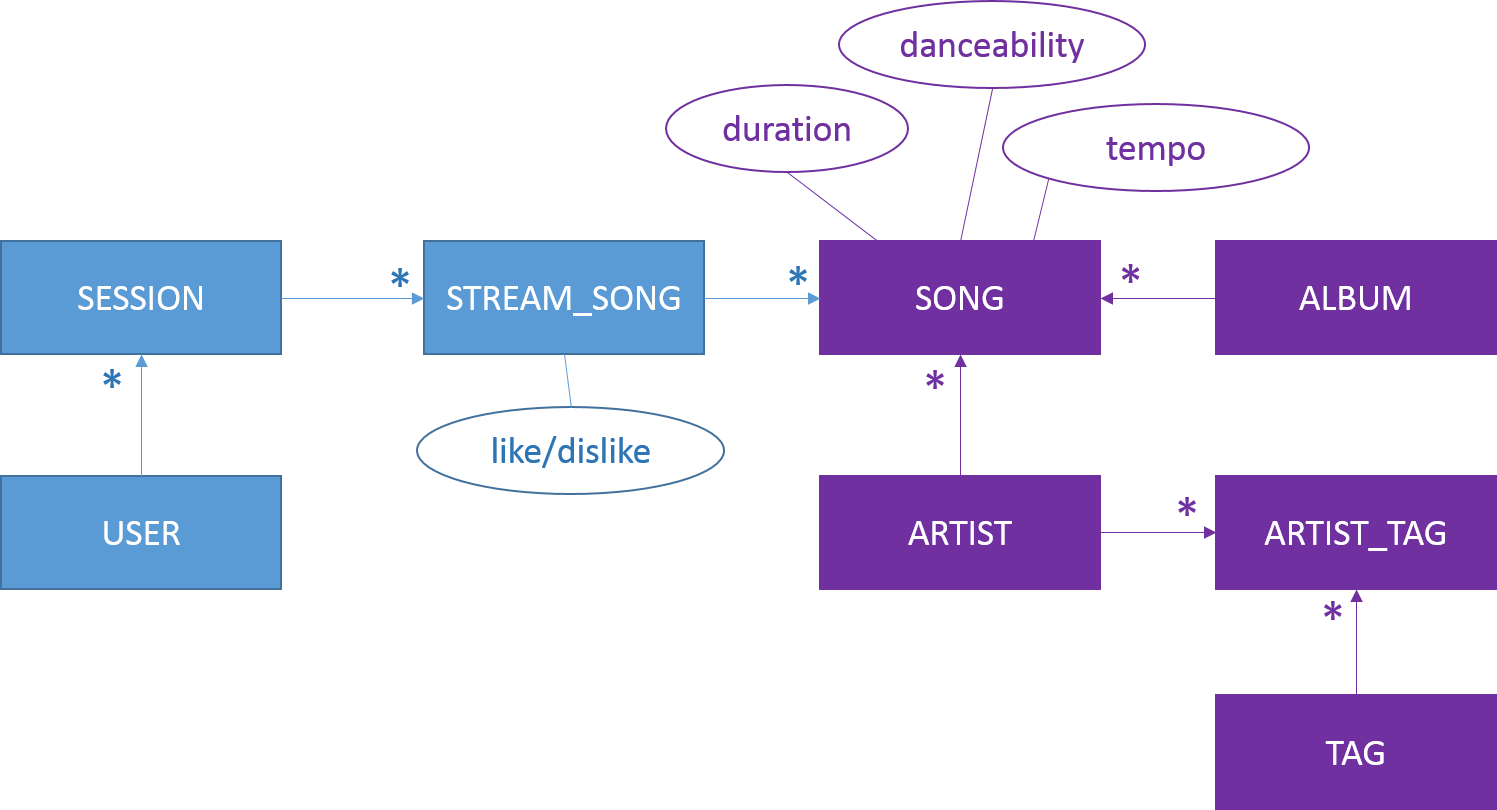 danceability
duration
tempo
*
*
*
SESSION
STREAM_SONG
SONG
ALBUM
*
*
like/dislike
*
USER
ARTIST
ARTIST_TAG
*
TAG